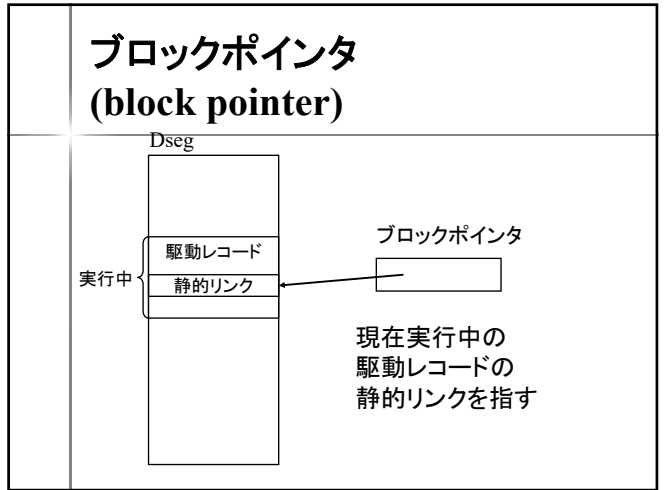 ブロックポインタ
(block pointer)
Dseg
駆動レコード
実行中
静的リンク
ブロックポインタ
現在実行中の
駆動レコードの
静的リンクを指す